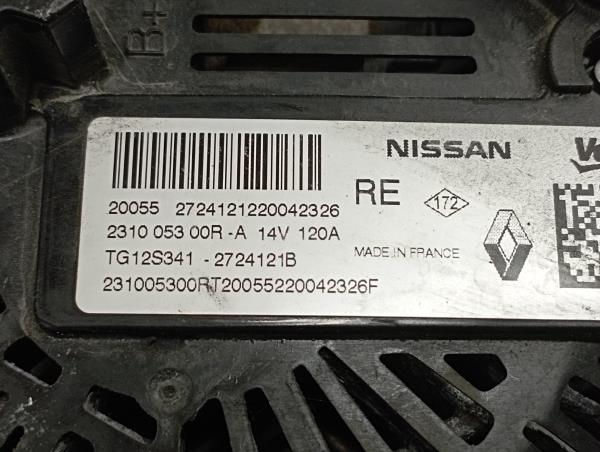 B+
NISSAN
RE 172
20055 2724121220042326
2310 053 00R -A 14V 120A
TG12S341 - 2724121B
MADE IN FRANCE
231005300RT20055220042326F